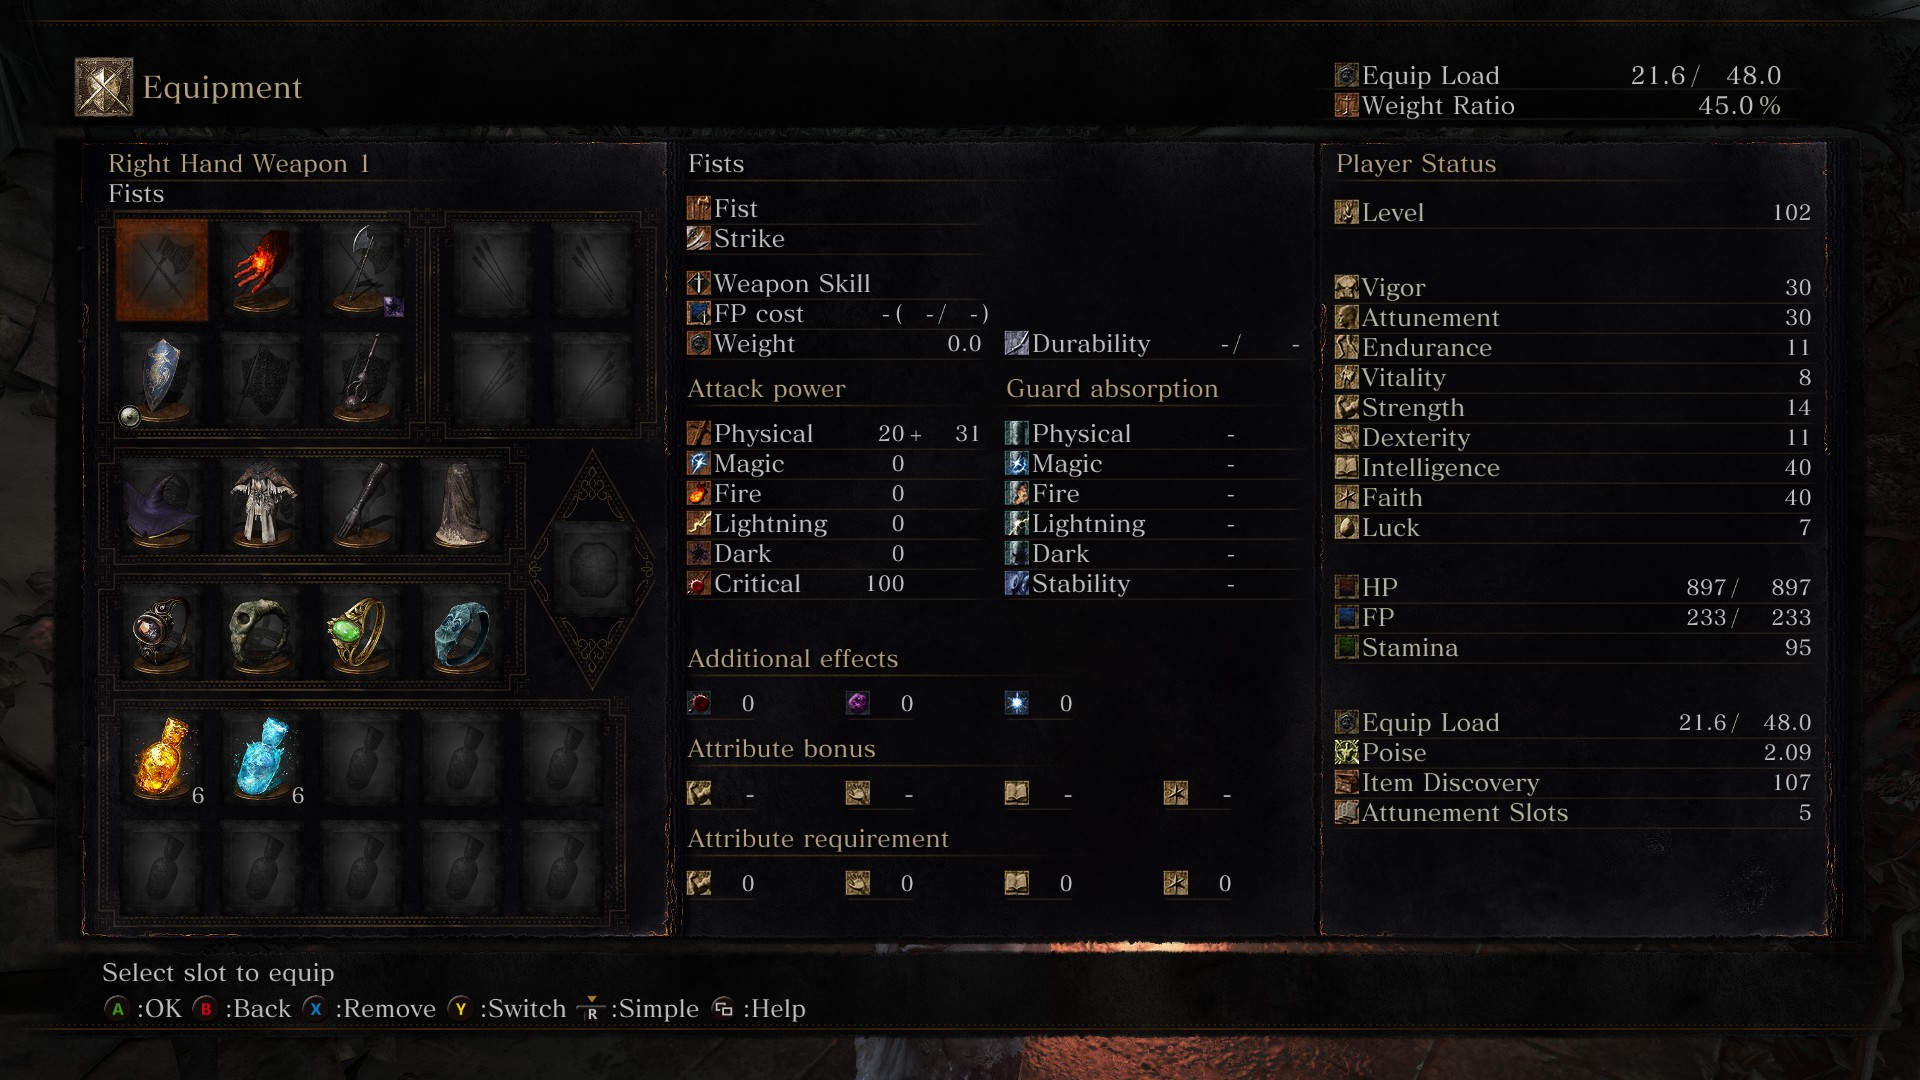 Equipment
Equip Load 21.6/ 48.0
Weight Ratio 45.0%
Right Hand Weapon 1
Fists
6
6
Fists
Fist
Strike
Weapon Skill
FP cost -( -/ -)
Weight 0.0 Durability -/ -
Attack power Guard absorption
Physical 20+ 31 Physical -
Magic 0 Magic -
Fire 0 Fire -
Lightning 0 Lightning -
Dark 0 Dark -
Critical 100 Stability -
Additional effects
0 0 0
Attribute bonus
- - - -
Attribute requirement
0 0 0 0
Player Status
Level 102
Vigor 30
Attunement 30
Endurance 11
Vitality 8
Strength 14
Dexterity 11
Intelligence 40
Faith 40
Luck 7
HP 897/ 897
FP 233/ 233
Stamina 95
Equip Load 21.6/ 48.0
Poise 2.09
Item Discovery 107
Attunement Slots 5
Select slot to equip
A :OK B :Back X :Remove Y :Switch R :Simple :Help